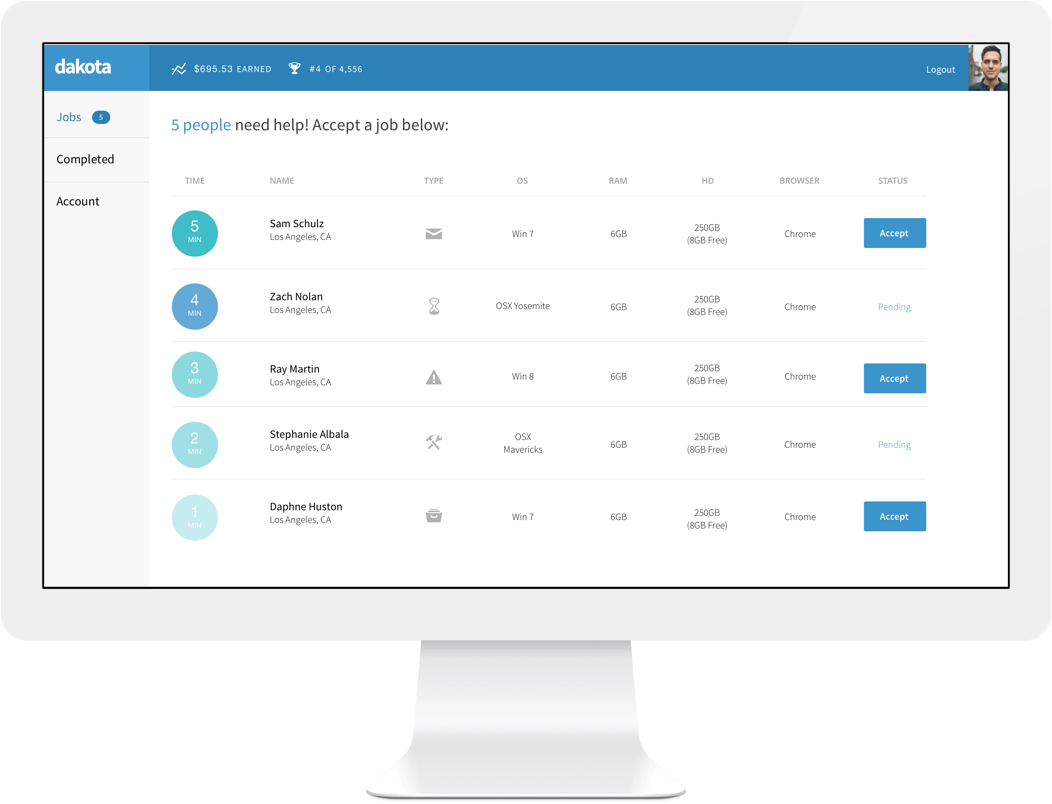 dakota
$695.53 EARNED
#4 OF 4,556
Logout
Jobs 5
Completed
Account
5 people need help! Accept a job below:
TIME NAME TYPE OS RAM HD BROWSER STATUS
5
MIN
Sam Schulz
Los Angeles, CA
Win 7
6GB
250GB
(8GB Free)
Chrome
Accept
4
MIN
Zach Nolan
Los Angeles, CA
OSX Yosemite
6GB
250GB
(8GB Free)
Chrome
Pending
3
MIN
Ray Martin
Los Angeles, CA
Win 8
6GB
250GB
(8GB Free)
Chrome
Accept
2
MIN
Stephanie Albala
Los Angeles, CA
OSX
Mavericks
6GB
250GB
(8GB Free)
Chrome
Pending
1
MIN
Daphne Huston
Los Angeles, CA
Win 7
6GB
250GB
(8GB Free)
Chrome
Accept